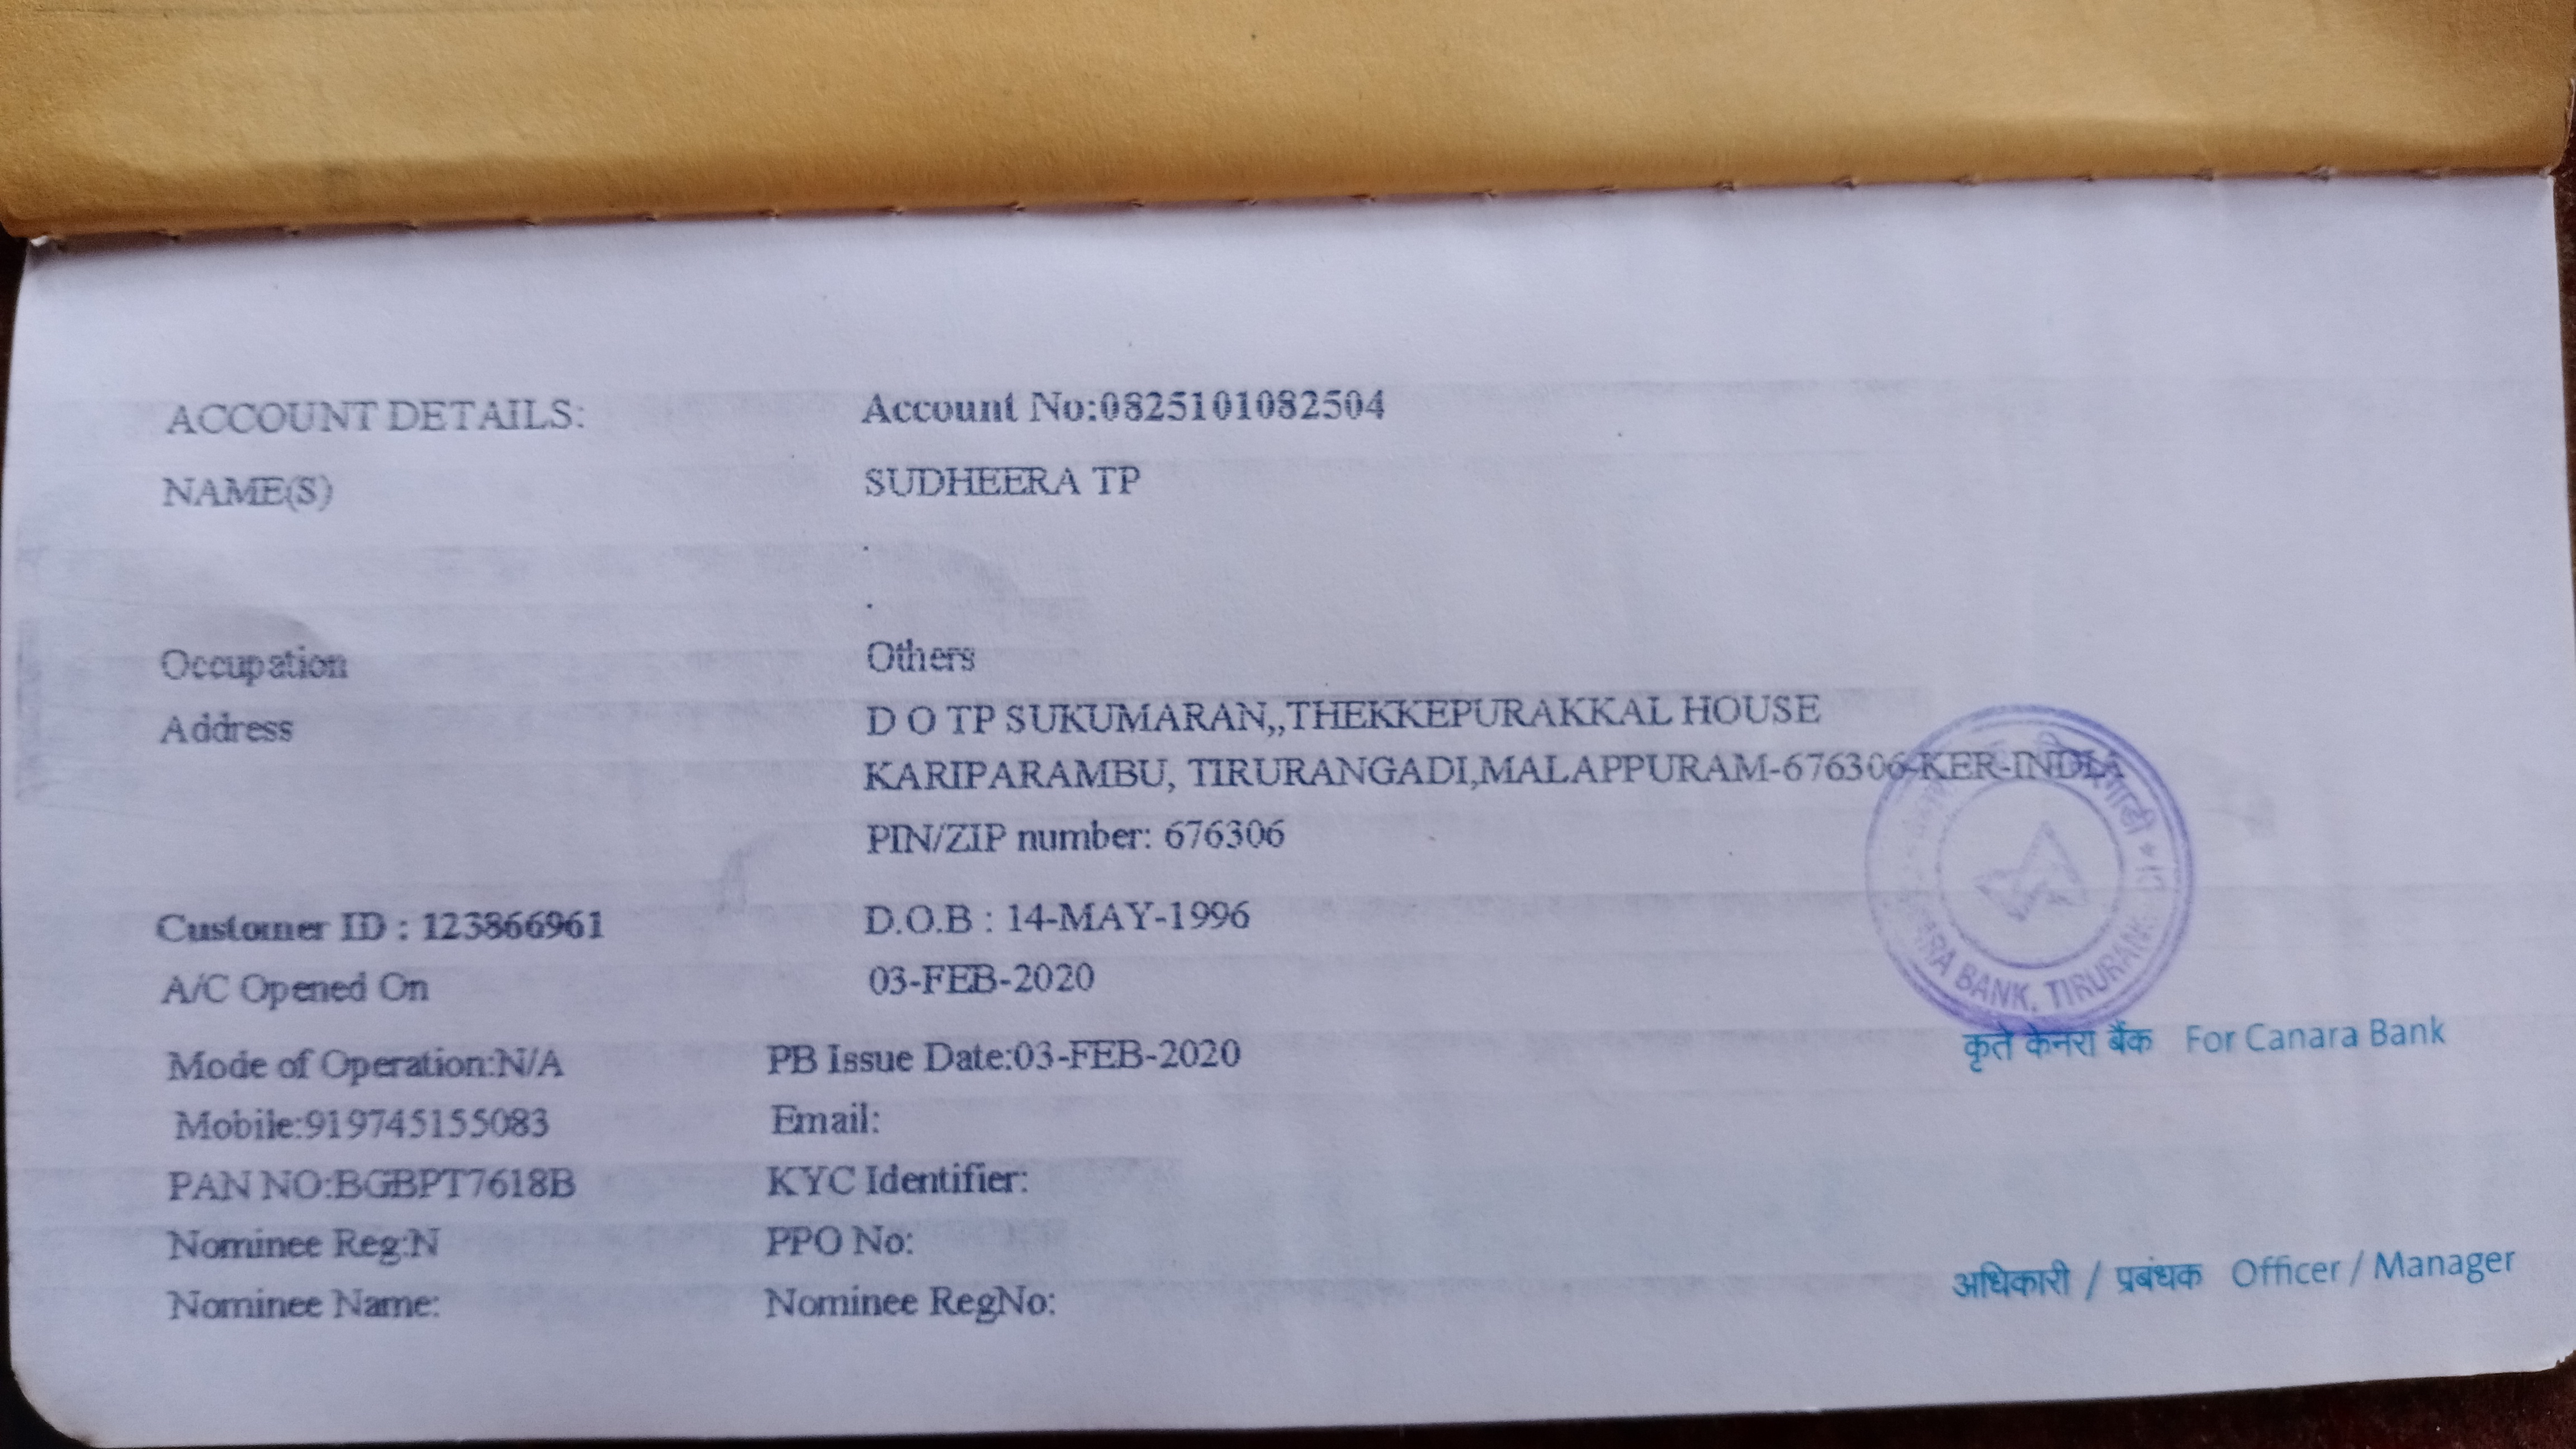 ACCOUNT DETAILS: Account No:0825101082504
NAME(S) SUDHEERA TP
.
.
Occupation Others
Address D O TP SUKUMARAN,,THEKKEPURAKKAL HOUSE
KARIPARAMBU, TIRURANGADI,MALAPPURAM-676306-KER-INDIA
PIN/ZIP number: 676306
Customer ID : 123866961 D.O.B : 14-MAY-1996
A/C Opened On 03-FEB-2020
Mode of Operation:N/A PB Issue Date:03-FEB-2020
Mobile:919745155083 Email:
PAN NO:BGBPT7618B KYC Identifier:
Nominee Reg:N PPO No:
Nominee Name: Nominee RegNo:
BANK, TIRURANG
कृते केनरा बैंक For Canara Bank
अधिकारी / प्रबंधक Officer / Manager